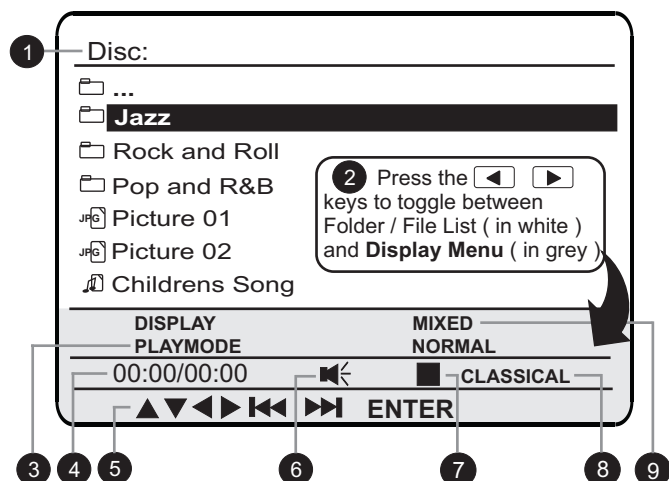 1 Disc:
...
Jazz
Rock and Roll
Pop and R&B
JPG Picture 01
JPG Picture 02
Childrens Song
2 Press the ◀ ▶
keys to toggle between
Folder / File List ( in white )
and Display Menu ( in grey )
DISPLAY MIXED
PLAYMODE NORMAL
00:00/00:00 CLASSICAL
▲▼◀▶ ⏮ ⏭ ENTER
3 4 5 6 7 8 9